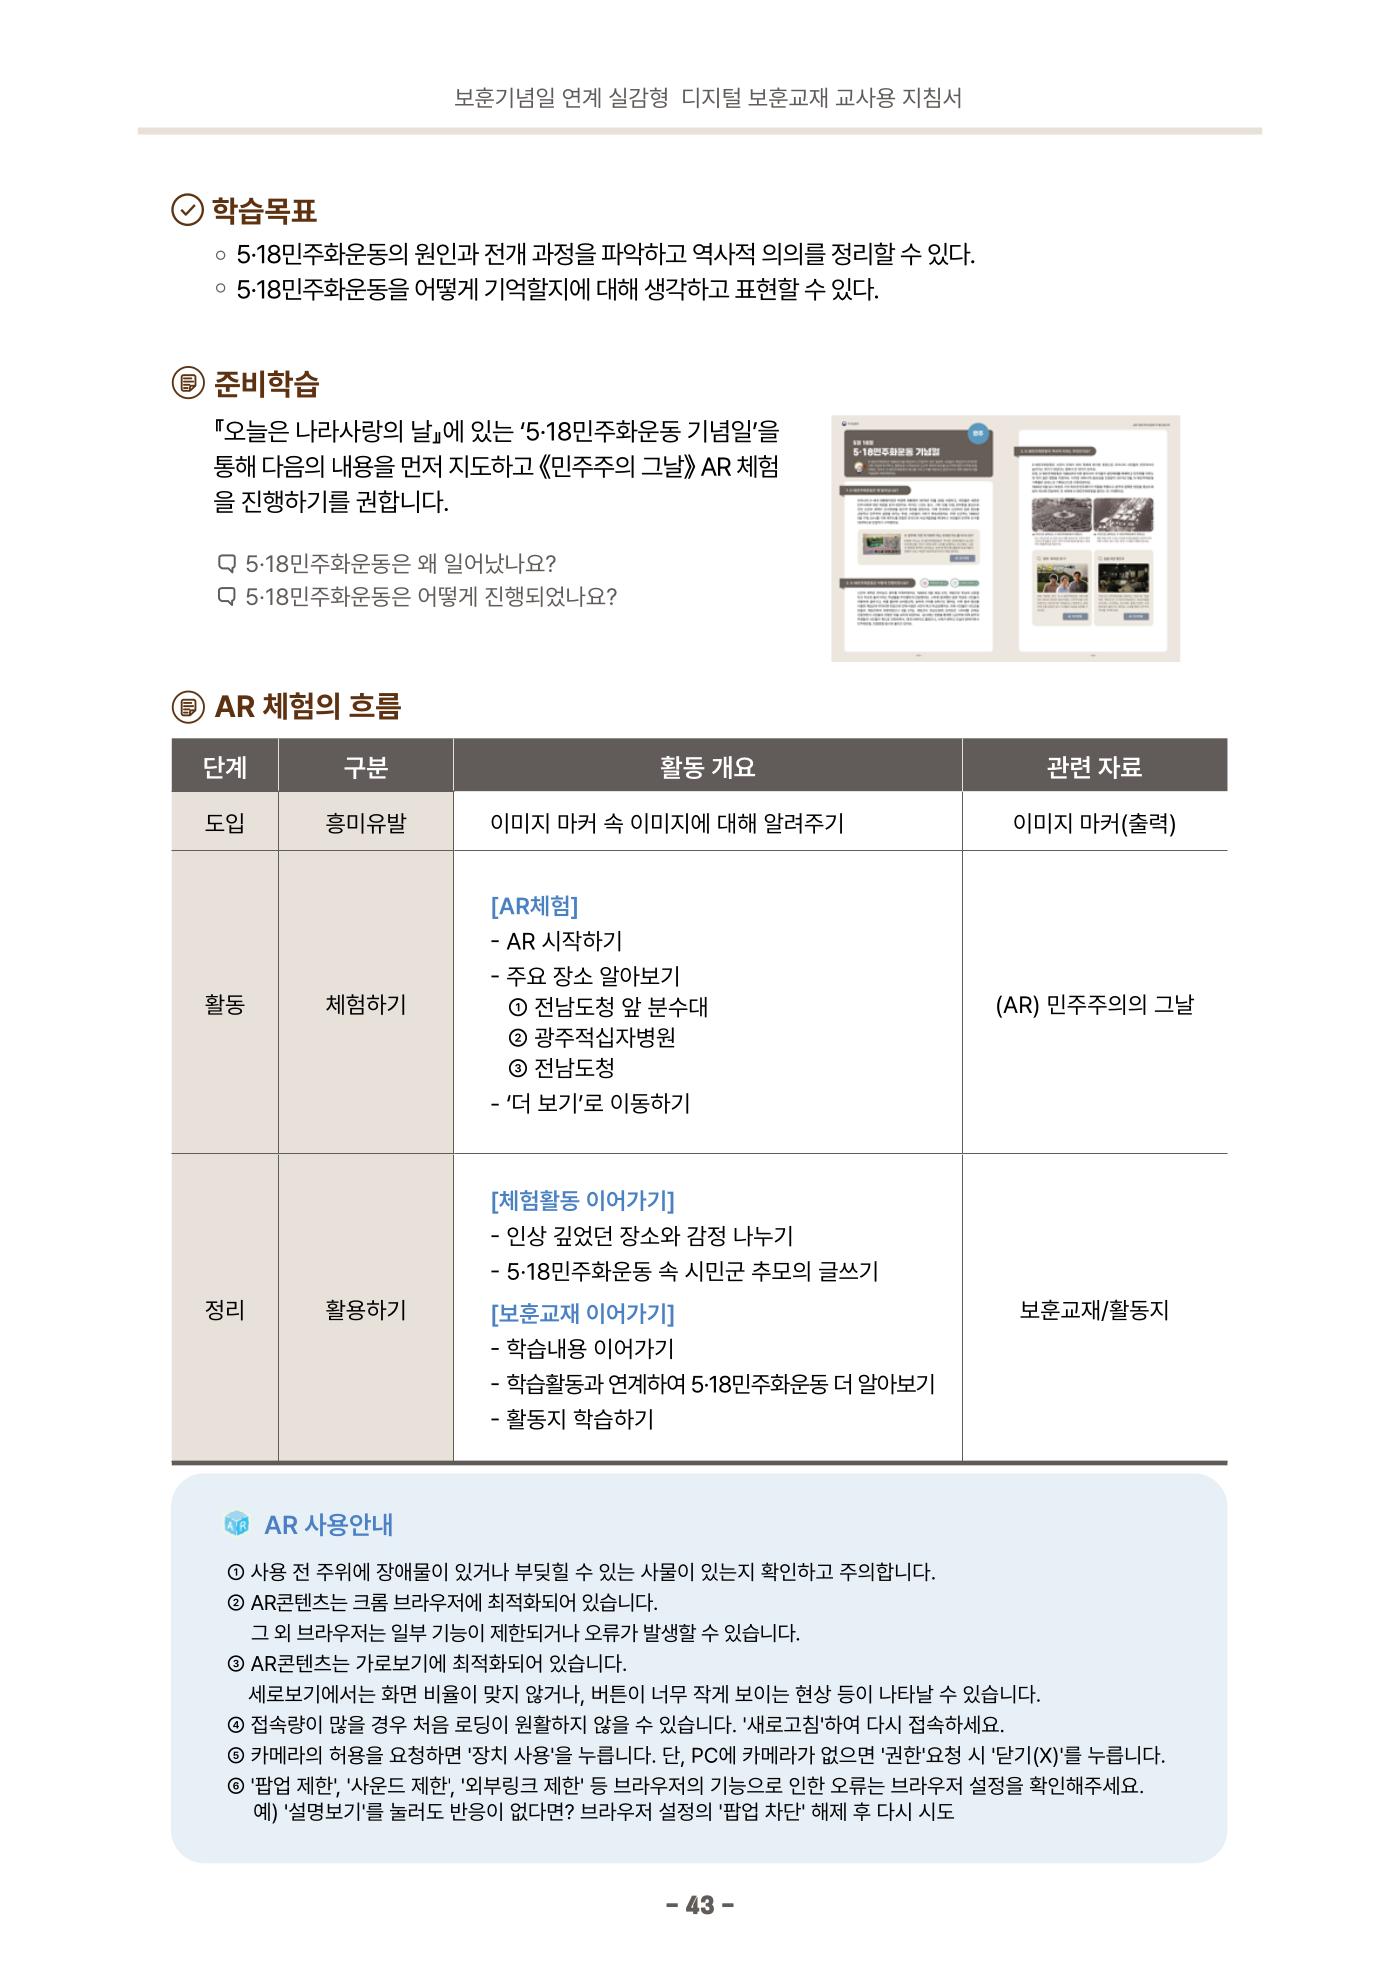 보훈기념일 연계 실감형 디지털 보훈교재 교사용 지침서
학습목표
◦ 5·18민주화운동의 원인과 전개 과정을 파악하고 역사적 의의를 정리할 수 있다.
◦ 5·18민주화운동을 어떻게 기억할지에 대해 생각하고 표현할 수 있다.
준비학습
『오늘은 나라사랑의 날』에 있는 ‘5·18민주화운동 기념일’을
통해 다음의 내용을 먼저 지도하고 《민주주의 그날》 AR 체험
을 진행하기를 권합니다.
5·18민주화운동은 왜 일어났나요?
5·18민주화운동은 어떻게 진행되었나요?
5월 18일
5·18민주화운동 기념일
AR 체험의 흐름
단계 구분 활동 개요 관련 자료
도입 흥미유발 이미지 마커 속 이미지에 대해 알려주기 이미지 마커(출력)
활동 체험하기
[AR체험]
- AR 시작하기
- 주요 장소 알아보기
① 전남도청 앞 분수대
② 광주적십자병원
③ 전남도청
- ‘더 보기’로 이동하기
(AR) 민주주의의 그날
정리 활용하기
[체험활동 이어가기]
- 인상 깊었던 장소와 감정 나누기
- 5·18민주화운동 속 시민군 추모의 글쓰기
[보훈교재 이어가기]
- 학습내용 이어가기
- 학습활동과 연계하여 5·18민주화운동 더 알아보기
- 활동지 학습하기
보훈교재/활동지
AR 사용안내
① 사용 전 주위에 장애물이 있거나 부딪힐 수 있는 사물이 있는지 확인하고 주의합니다.
② AR콘텐츠는 크롬 브라우저에 최적화되어 있습니다.
그 외 브라우저는 일부 기능이 제한되거나 오류가 발생할 수 있습니다.
③ AR콘텐츠는 가로보기에 최적화되어 있습니다.
세로보기에서는 화면 비율이 맞지 않거나, 버튼이 너무 작게 보이는 현상 등이 나타날 수 있습니다.
④ 접속량이 많을 경우 처음 로딩이 원활하지 않을 수 있습니다. '새로고침'하여 다시 접속하세요.
⑤ 카메라의 허용을 요청하면 '장치 사용'을 누릅니다. 단, PC에 카메라가 없으면 '권한'요청 시 '닫기(X)'를 누릅니다.
⑥ '팝업 제한', '사운드 제한', '외부링크 제한' 등 브라우저의 기능으로 인한 오류는 브라우저 설정을 확인해주세요.
예) '설명보기'를 눌러도 반응이 없다면? 브라우저 설정의 '팝업 차단' 해제 후 다시 시도
- 43 -